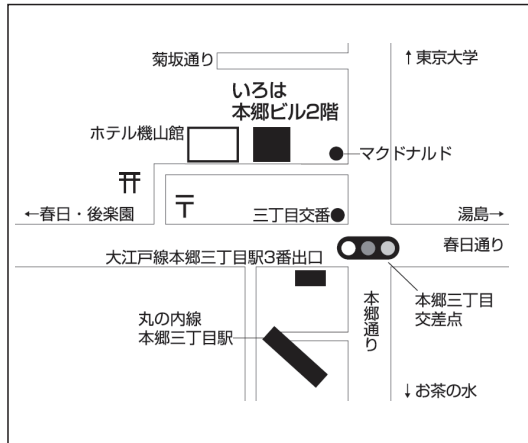 菊坂通り
↑東京大学
いろは
本郷ビル2階
ホテル機山館
マクドナルド
〒
三丁目交番
←春日・後楽園
湯島→
春日通り
大江戸線本郷三丁目駅3番出口
本郷三丁目
交差点
丸の内線
本郷三丁目駅
本郷通り
↓お茶の水